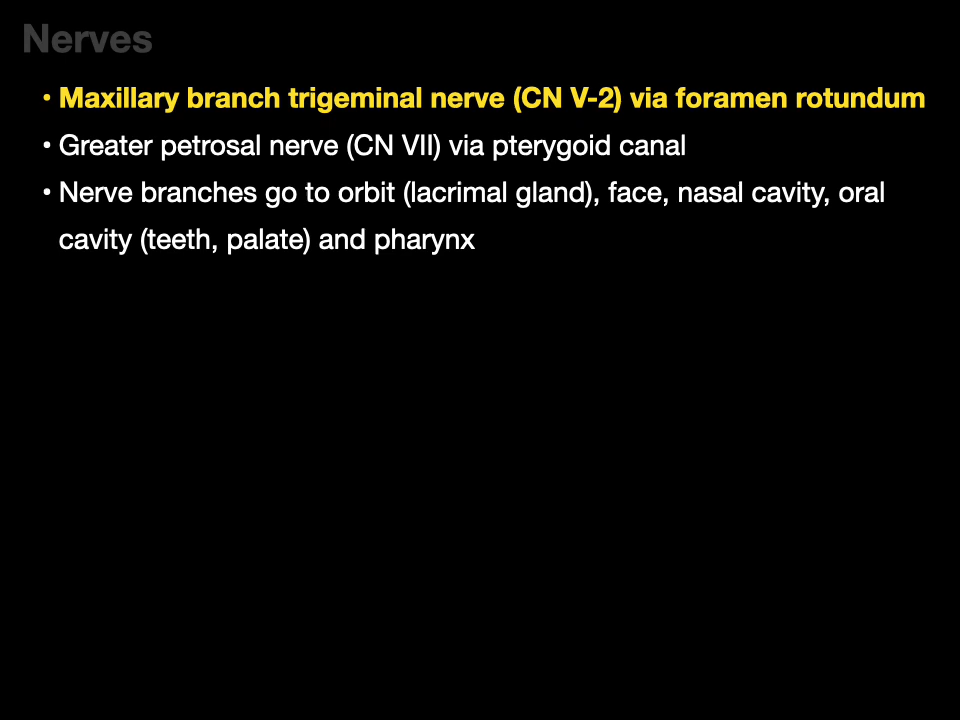 Nerves
• Maxillary branch trigeminal nerve (CN V-2) via foramen rotundum
• Greater petrosal nerve (CN VII) via pterygoid canal
• Nerve branches go to orbit (lacrimal gland), face, nasal cavity, oral
cavity (teeth, palate) and pharynx